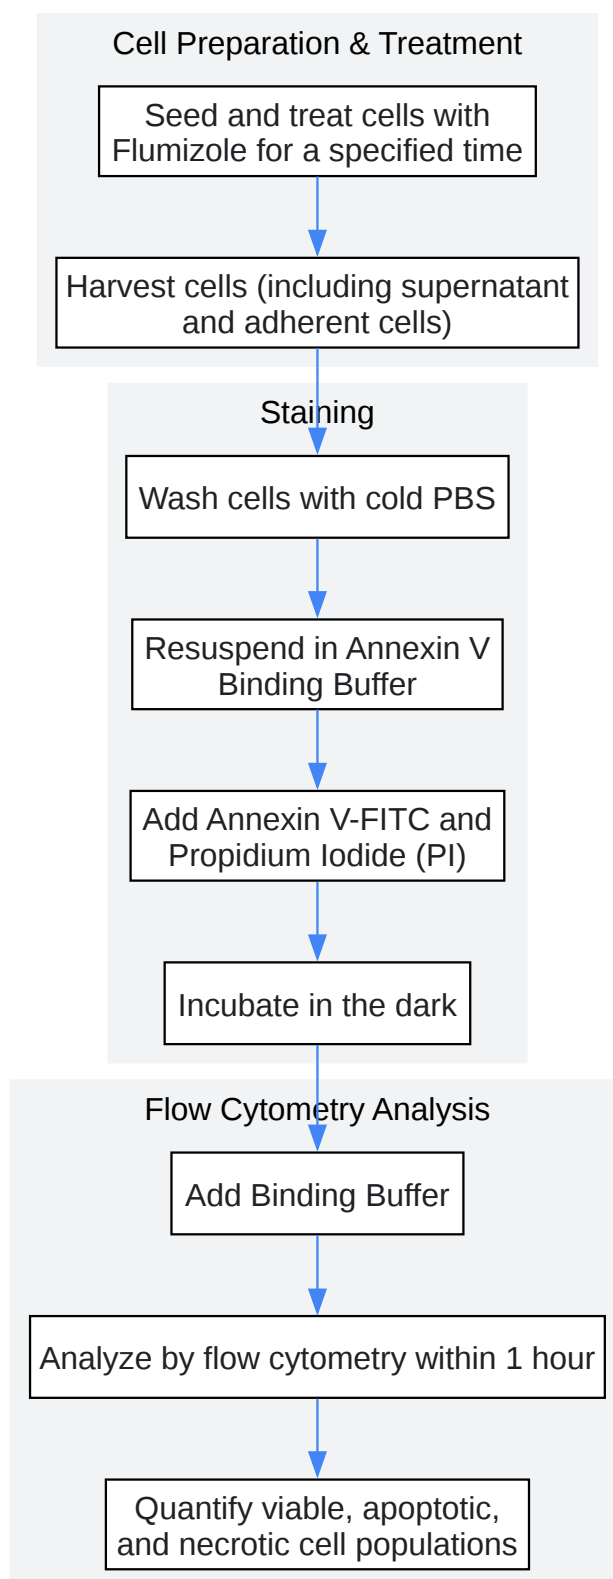 Cell Preparation & Treatment
Seed and treat cells with
Flumizole for a specified time
Harvest cells (including supernatant
and adherent cells)
Staining
Wash cells with cold PBS
Resuspend in Annexin V
Binding Buffer
Add Annexin V-FITC and
Propidium Iodide (PI)
Incubate in the dark
Flow Cytometry Analysis
Add Binding Buffer
Analyze by flow cytometry within 1 hour
Quantify viable, apoptotic,
and necrotic cell populations